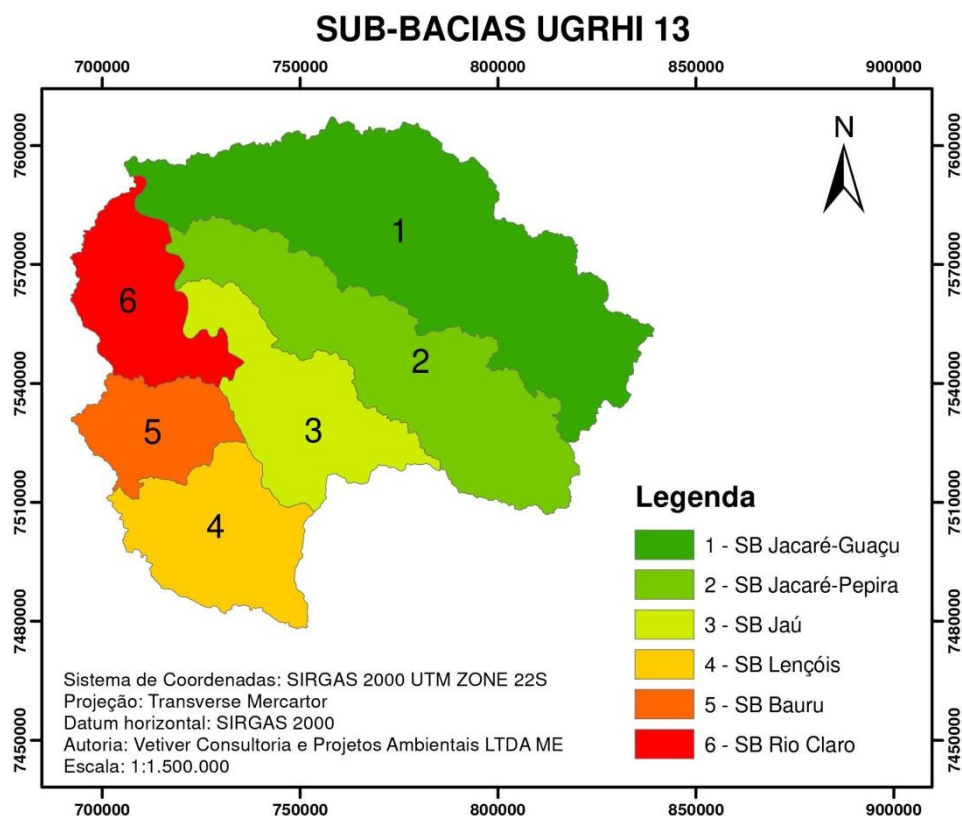 SUB-BACIAS UGRHI 13
700000 750000 800000 850000 900000
7600000 7600000
N
1
7570000 7570000
6
2
7540000 7540000
5 3
7510000 7510000
4
Legenda
1 - SB Jacaré-Guaçu
2 - SB Jacaré-Pepira
7480000 7480000
3 - SB Jaú
4 - SB Lençóis
5 - SB Bauru
6 - SB Rio Claro
Sistema de Coordenadas: SIRGAS 2000 UTM ZONE 22S
Projeção: Transverse Mercartor
Datum horizontal: SIRGAS 2000
Autoria: Vetiver Consultoria e Projetos Ambientais LTDA ME
Escala: 1:1.500.000
7450000 7450000
700000 750000 800000 850000 900000